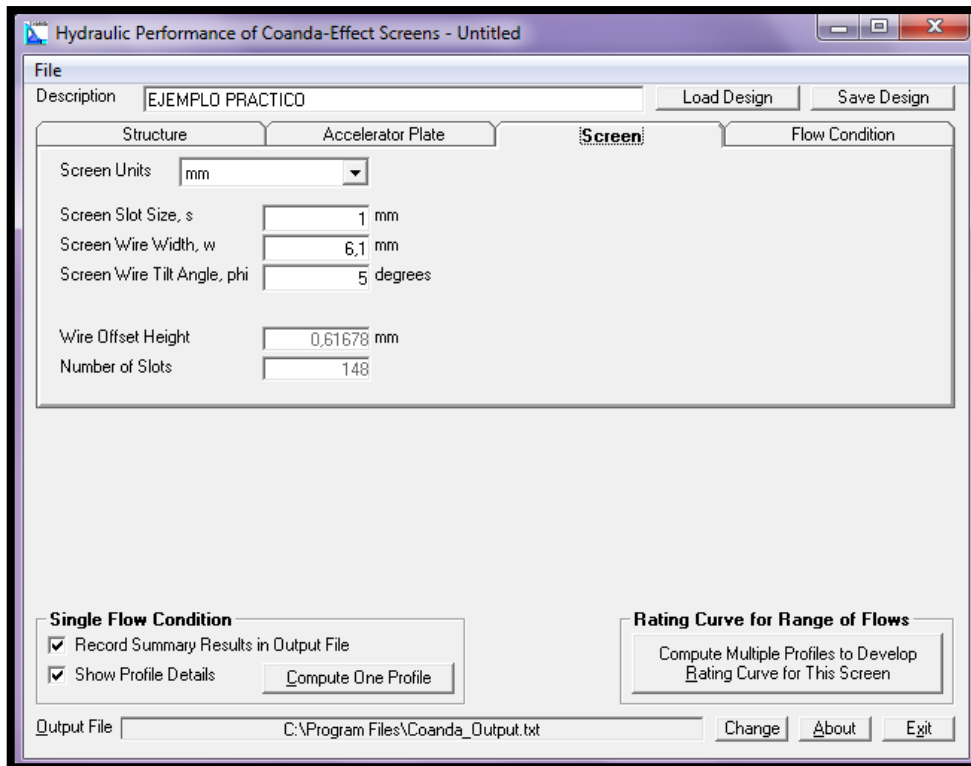 Hydraulic Performance of Coanda-Effect Screens - Untitled
File
Description EJEMPLO PRACTICO Load Design Save Design
Structure Accelerator Plate Screen Flow Condition
Screen Units mm
Screen Slot Size, s 1 mm
Screen Wire Width, w 6,1 mm
Screen Wire Tilt Angle, phi 5 degrees
Wire Offset Height 0,61678 mm
Number of Slots 148
Single Flow Condition
Record Summary Results in Output File
Show Profile Details Compute One Profile
Rating Curve for Range of Flows
Compute Multiple Profiles to Develop
Rating Curve for This Screen
Output File C:\Program Files\Coanda_Output.txt Change About Exit